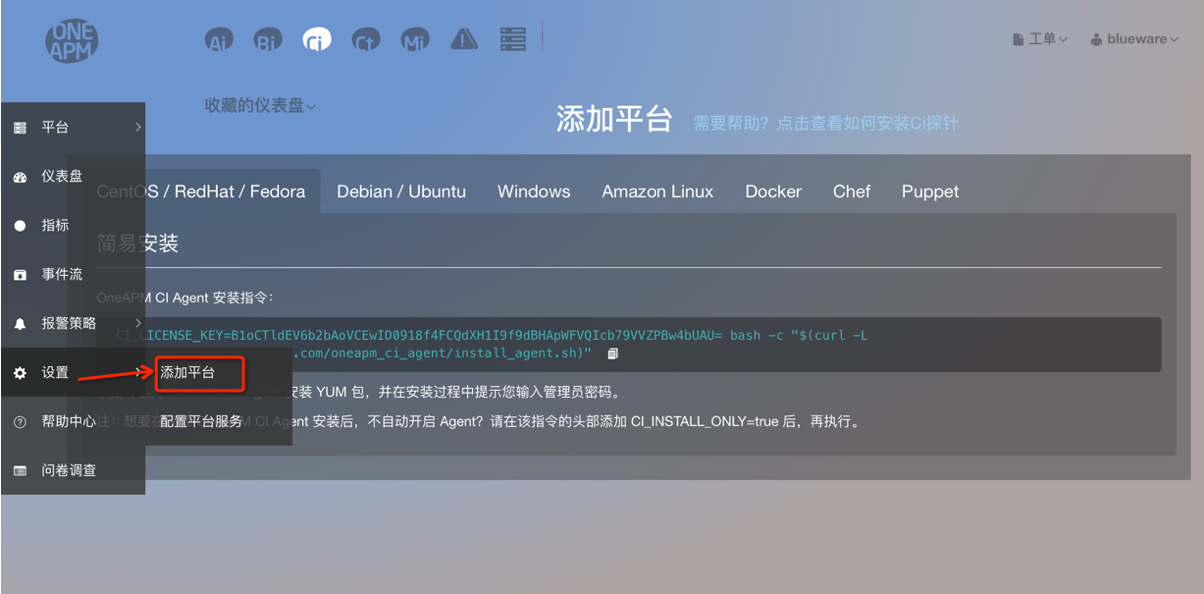 ONE
APM
Ai
Bi
Ci
Ct
Mi
工单
blueware
收藏的仪表盘
添加平台 需要帮助？点击查看如何安装Ci探针
平台
仪表盘
指标
事件流
报警策略
设置
帮助中心
问卷调查
添加平台
配置平台服务
CentOS / RedHat / Fedora
Debian / Ubuntu
Windows
Amazon Linux
Docker
Chef
Puppet
简易安装
OneAPM CI Agent 安装指令：
CI_LICENSE_KEY=B1oCTldEV6b2bAoVCEwID0918f4FCQdXH1I9f9dBHApWFVQIcb79VVZPBw4bUAU= bash -c "$(curl -L
.com/oneapm_ci_agent/install_agent.sh)"
安装 YUM 包，并在安装过程中提示您输入管理员密码。
注：想要在 CI Agent 安装后，不自动开启 Agent？请在该指令的头部添加 CI_INSTALL_ONLY=true 后，再执行。